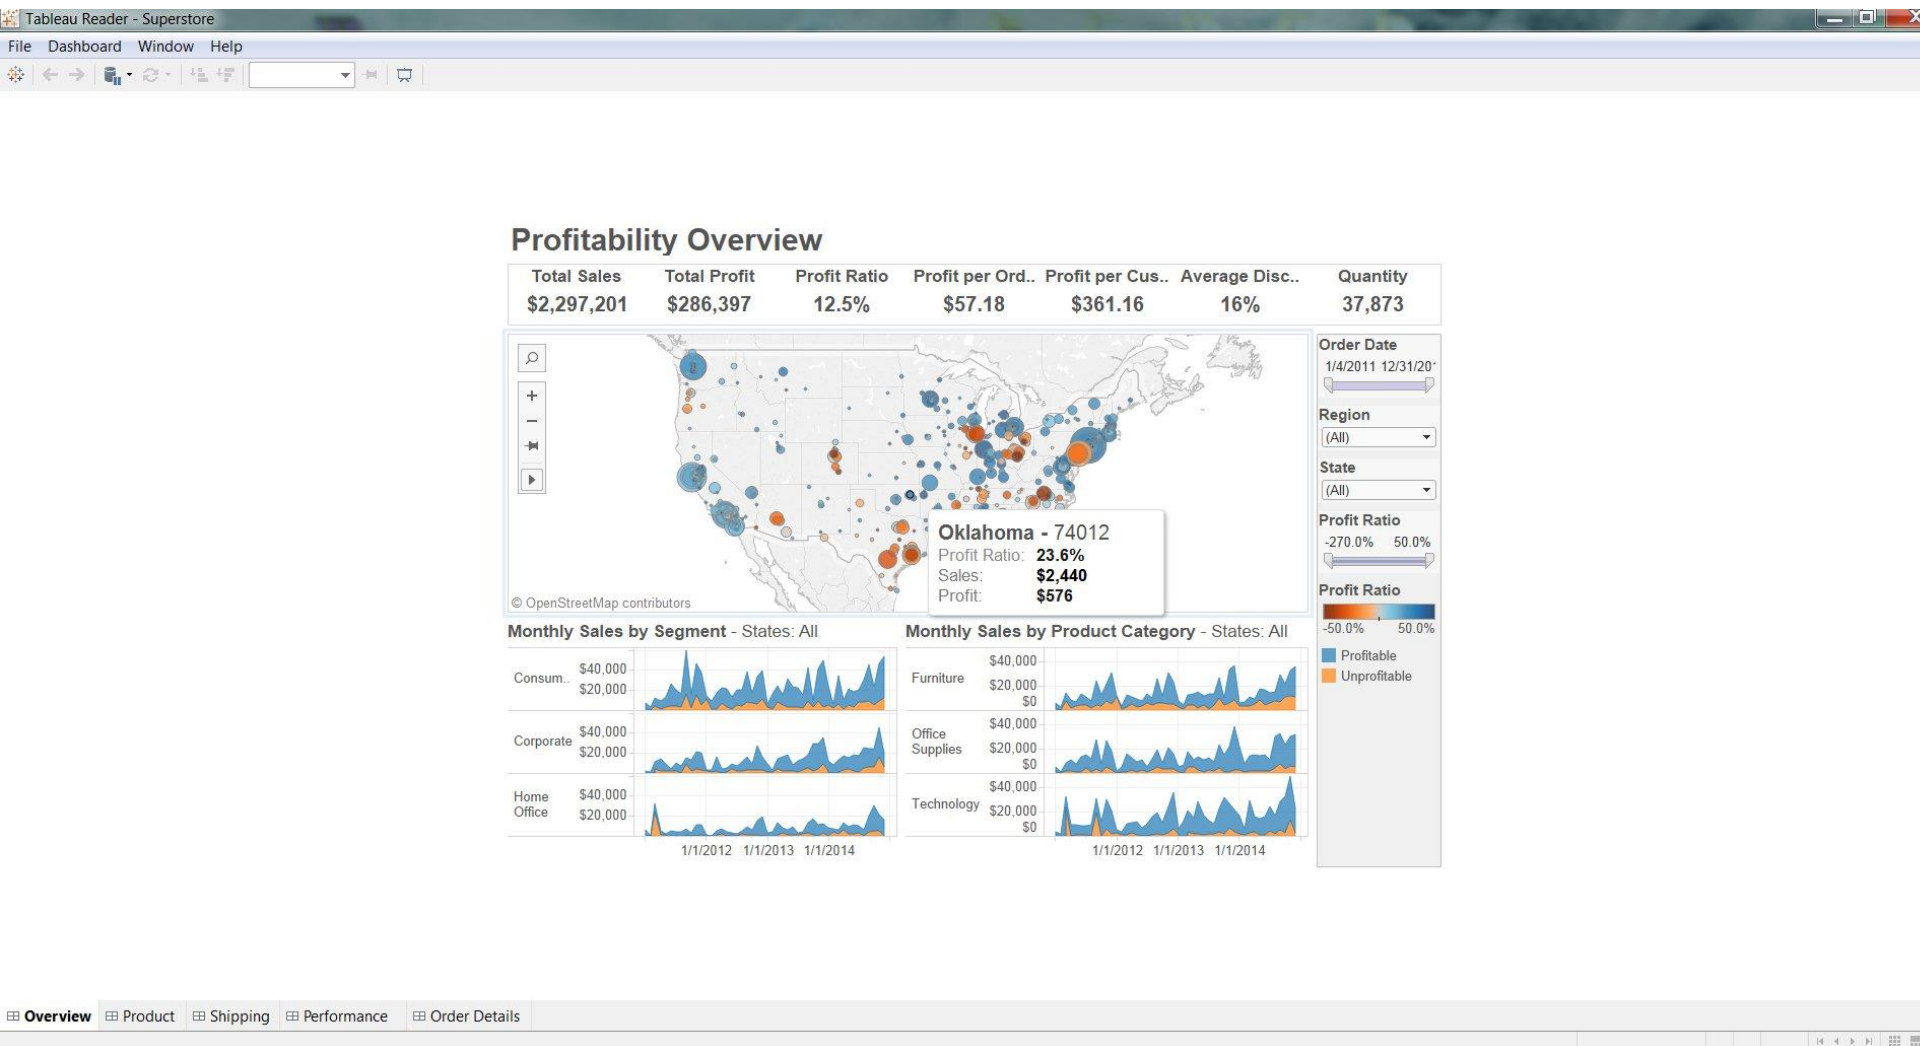 Tableau Reader - Superstore
File Dashboard Window Help
Profitability Overview
Total Sales Total Profit Profit Ratio Profit per Ord.. Profit per Cus.. Average Disc.. Quantity
$2,297,201 $286,397 12.5% $57.18 $361.16 16% 37,873
Order Date
1/4/2011 12/31/20
Region
(All)
State
(All)
Profit Ratio
-270.0% 50.0%
Profit Ratio
-50.0% 50.0%
Profitable
Unprofitable
Oklahoma - 74012
Profit Ratio: 23.6%
Sales: $2,440
Profit: $576
© OpenStreetMap contributors
Monthly Sales by Segment - States: All
Consum..
$40,000
$20,000
Corporate
$40,000
$20,000
Home
Office
$40,000
$20,000
1/1/2012 1/1/2013 1/1/2014
Monthly Sales by Product Category - States: All
Furniture
$40,000
$20,000
$0
Office
Supplies
$40,000
$20,000
$0
Technology
$40,000
$20,000
$0
1/1/2012 1/1/2013 1/1/2014
Overview Product Shipping Performance Order Details